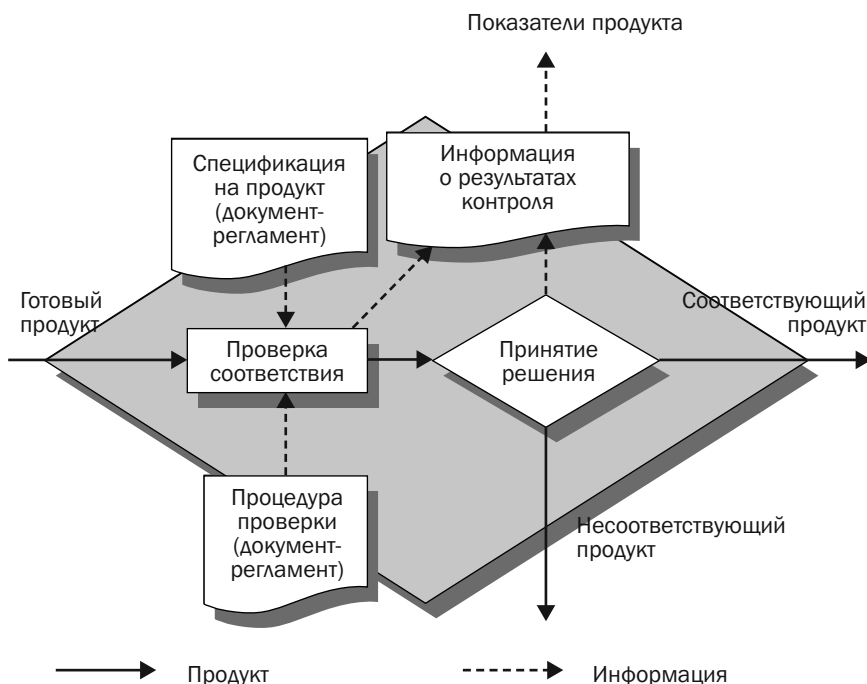 Показатели продукта
Спецификация
на продукт
(документ-
регламент)
Информация
о результатах
контроля
Готовый
продукт
Соответствующий
продукт
Проверка
соответствия
Принятие
решения
Процедура
проверки
(документ-
регламент)
Несоответствующий
продукт
Продукт
Информация